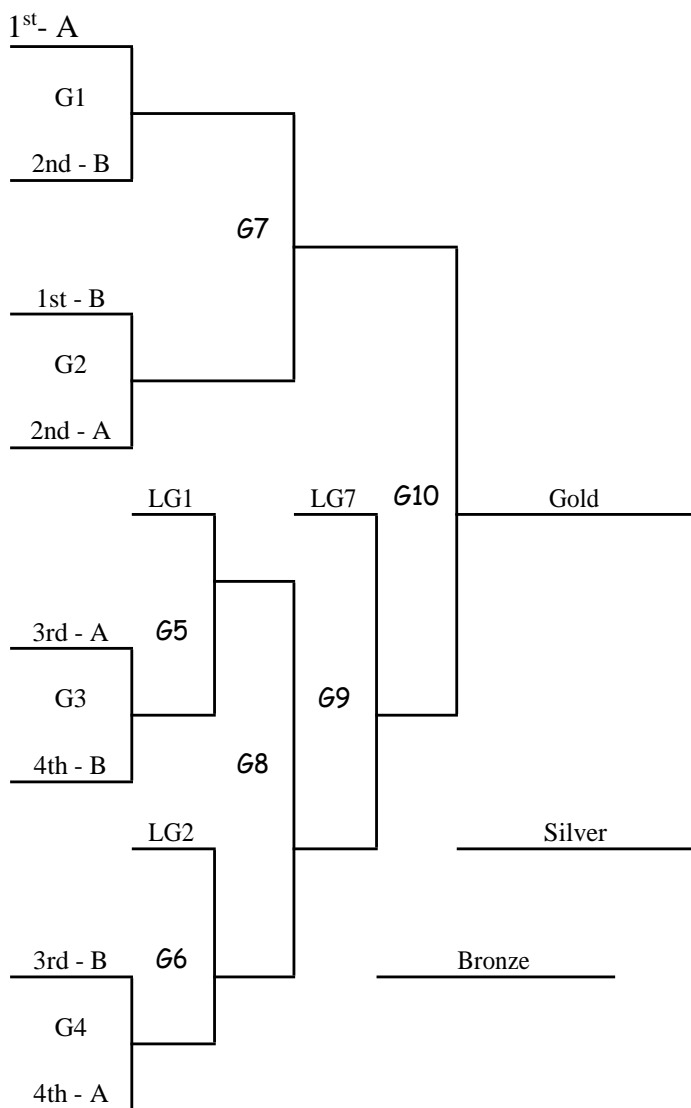 1st- A
G1
2nd - B
G7
1st - B
G2
2nd - A
LG1
LG7
G10
Gold
3rd - A
G5
G3
G9
4th - B
G8
LG2
Silver
3rd - B
G6
Bronze
G4
4th - A